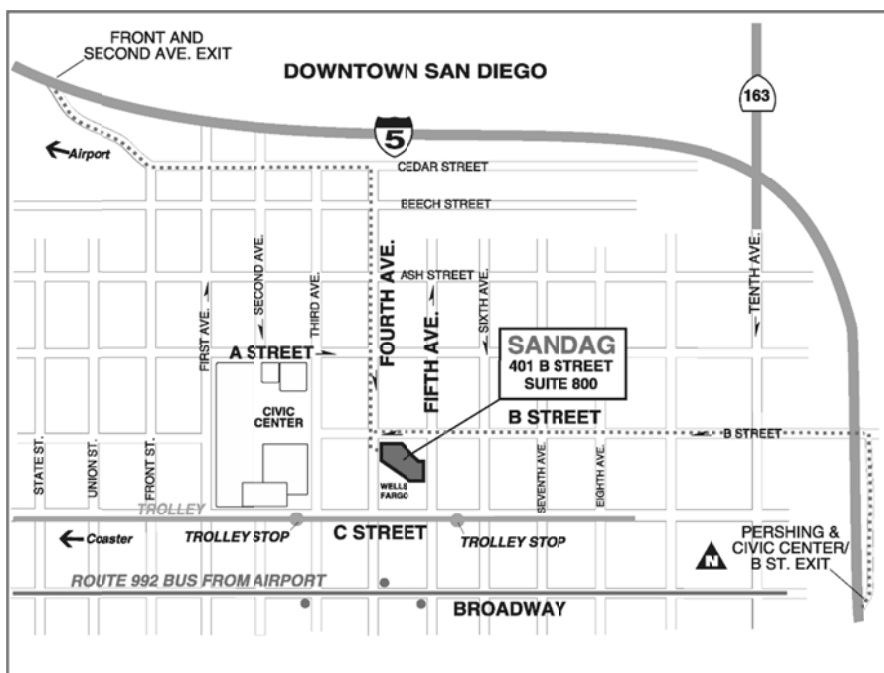 FRONT AND
SECOND AVE. EXIT
DOWNTOWN SAN DIEGO
163
5
Airport
CEDAR STREET
BEECH STREET
ASH STREET
FIRST AVE.
SECOND AVE.
THIRD AVE.
FOURTH AVE.
FIFTH AVE.
SIXTH AVE.
TENTH AVE.
A STREET
SANDAG
401 B STREET
SUITE 800
CIVIC
CENTER
B STREET
B STREET
STATE ST.
UNION ST.
FRONT ST.
WELLS
FARGO
SEVENTH AVE.
EIGHTH AVE.
TROLLEY
Coaster
TROLLEY STOP
C STREET
TROLLEY STOP
N
PERSHING &
CIVIC CENTER/
B ST. EXIT
ROUTE 992 BUS FROM AIRPORT
BROADWAY